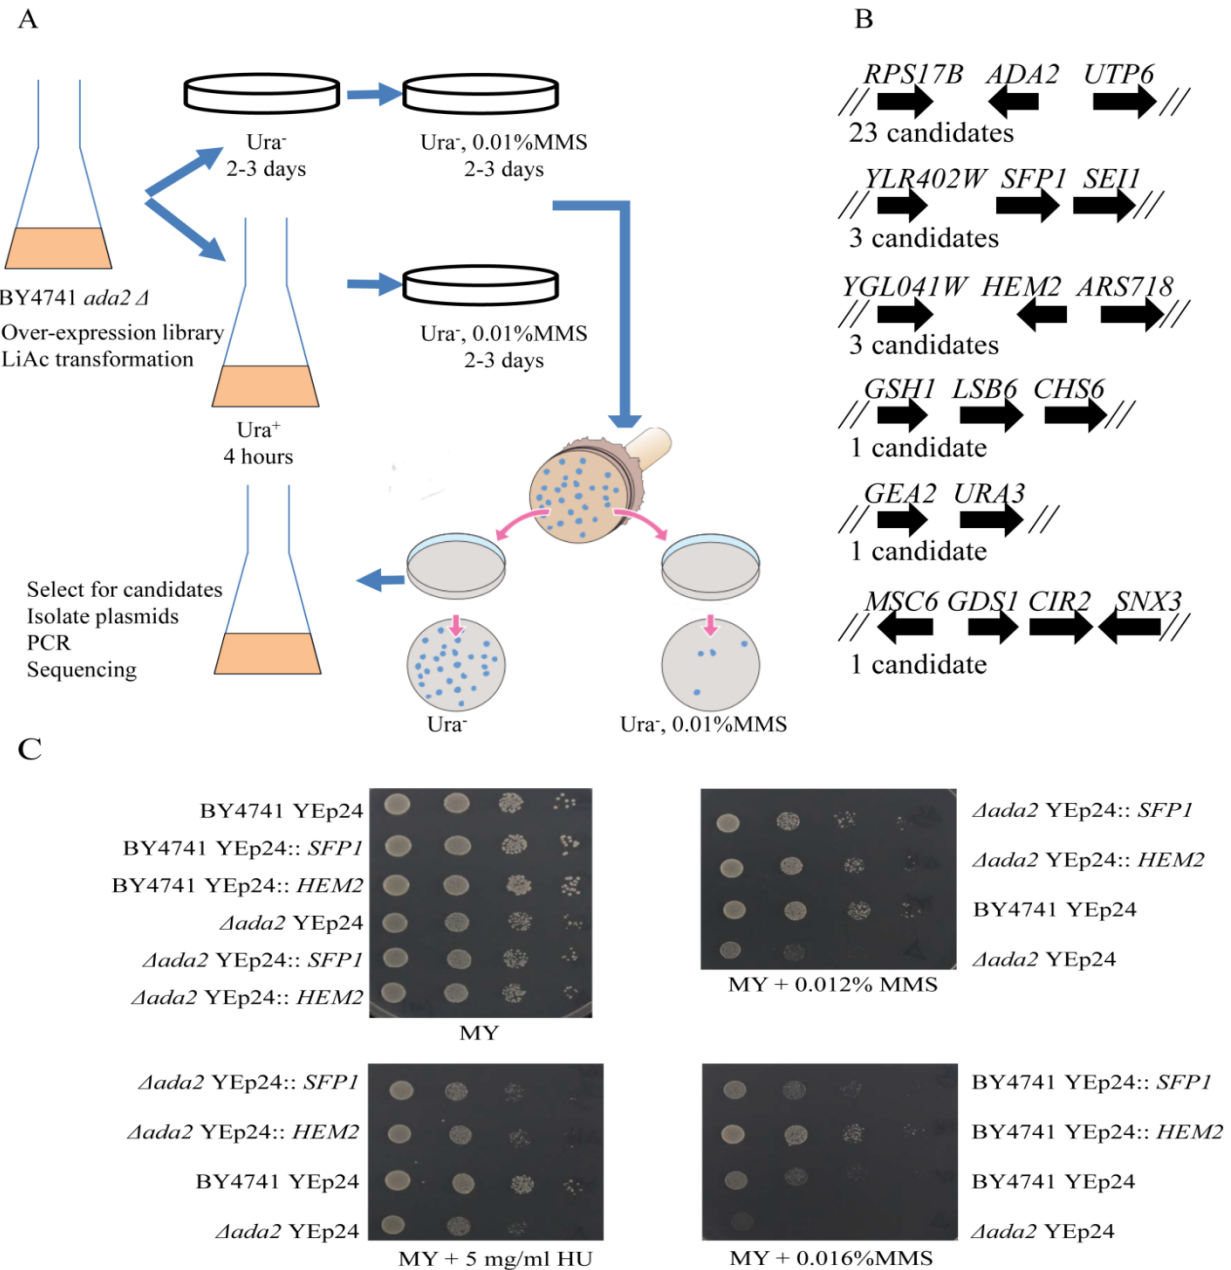 A
Ura⁻
2-3 days
Ura⁻, 0.01%MMS
2-3 days
BY4741 ada2 Δ
Over-expression library
LiAc transformation
Ura⁺
4 hours
Ura⁻, 0.01%MMS
2-3 days
Select for candidates
Isolate plasmids
PCR
Sequencing
Ura⁻
Ura⁻, 0.01%MMS
B
RPS17B ADA2 UTP6
// //
23 candidates
YLR402W SFP1 SEI1
// //
3 candidates
YGL041W HEM2 ARS718
// //
3 candidates
GSH1 LSB6 CHS6
// //
1 candidate
GEA2 URA3
// //
1 candidate
MSC6 GDS1 CIR2 SNX3
// //
1 candidate
C
BY4741 YEp24
BY4741 YEp24:: SFP1
BY4741 YEp24:: HEM2
Δada2 YEp24
Δada2 YEp24:: SFP1
Δada2 YEp24:: HEM2
MY
Δada2 YEp24:: SFP1
Δada2 YEp24:: HEM2
BY4741 YEp24
Δada2 YEp24
MY + 0.012% MMS
Δada2 YEp24:: SFP1
Δada2 YEp24:: HEM2
BY4741 YEp24
Δada2 YEp24
MY + 5 mg/ml HU
BY4741 YEp24:: SFP1
BY4741 YEp24:: HEM2
BY4741 YEp24
Δada2 YEp24
MY + 0.016%MMS